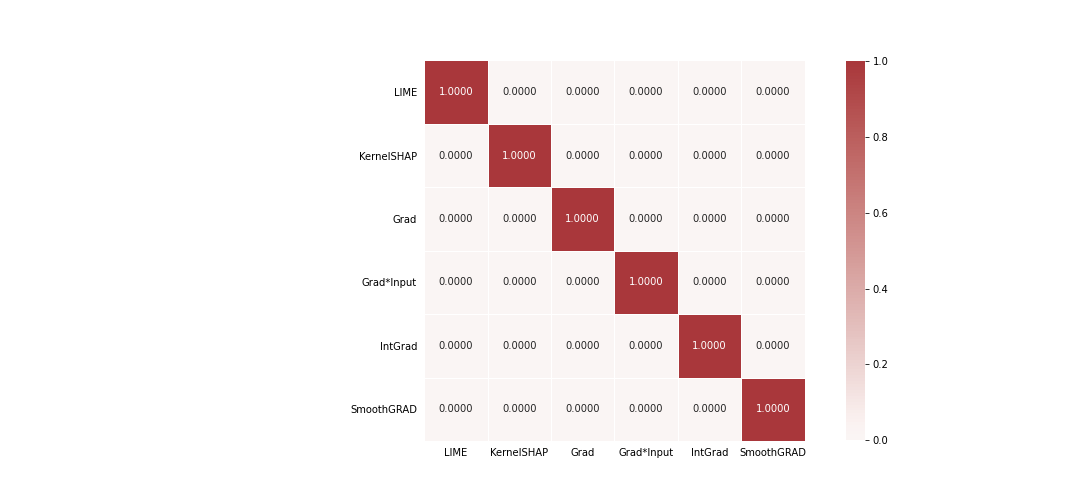 1.0
LIME 1.0000 0.0000 0.0000 0.0000 0.0000 0.0000
0.8
KernelSHAP 0.0000 1.0000 0.0000 0.0000 0.0000 0.0000
0.6
Grad 0.0000 0.0000 1.0000 0.0000 0.0000 0.0000
Grad*Input 0.0000 0.0000 0.0000 1.0000 0.0000 0.0000
0.4
IntGrad 0.0000 0.0000 0.0000 0.0000 1.0000 0.0000
0.2
SmoothGRAD 0.0000 0.0000 0.0000 0.0000 0.0000 1.0000
0.0
LIME KernelSHAP Grad Grad*Input IntGrad SmoothGRAD